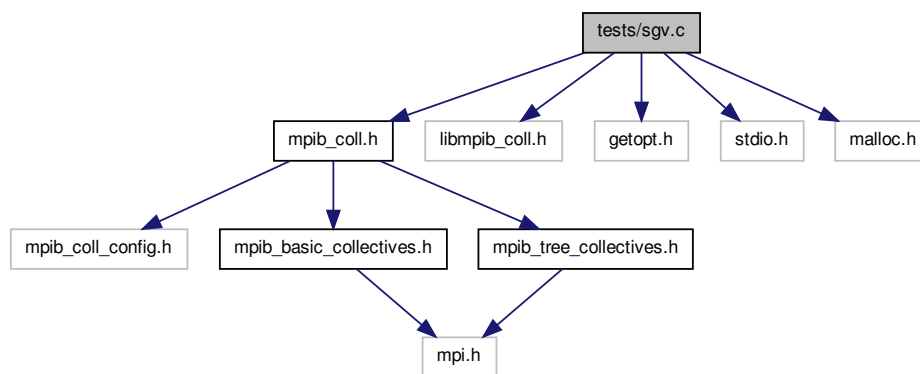 tests/sgv.c
mpib_coll.h
libmpib_coll.h
getopt.h
stdio.h
malloc.h
mpib_coll_config.h
mpib_basic_collectives.h
mpib_tree_collectives.h
mpi.h